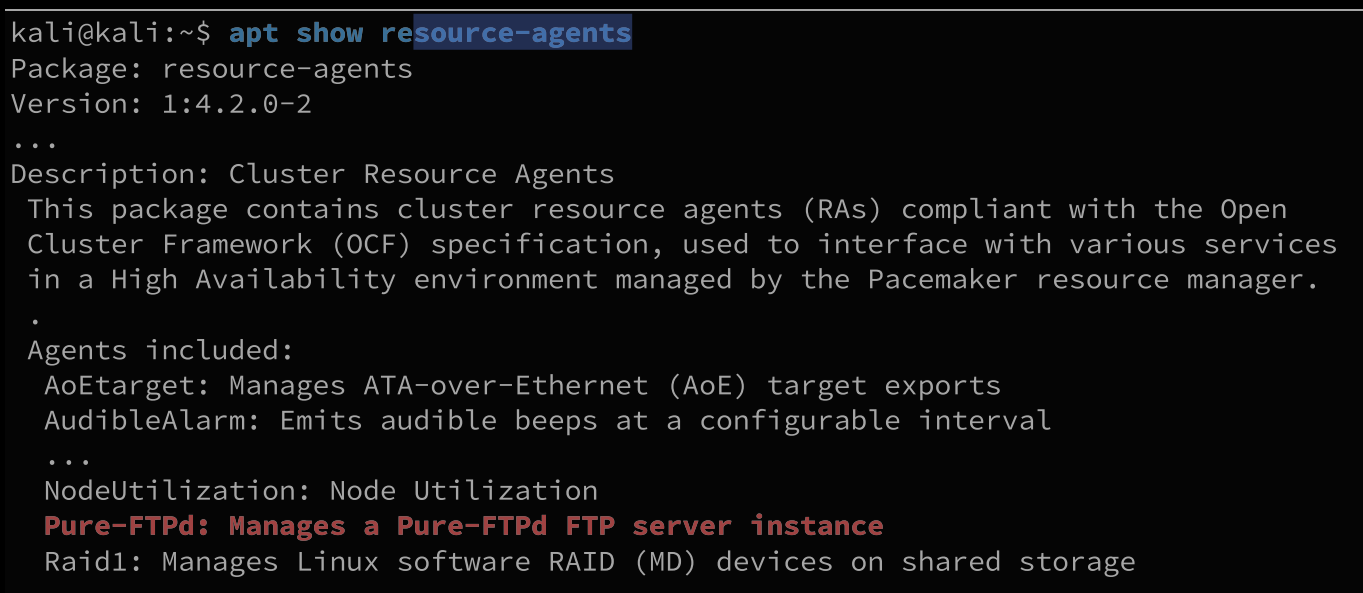 kali@kali:~$ apt show resource-agents
Package: resource-agents
Version: 1:4.2.0-2
...
Description: Cluster Resource Agents
This package contains cluster resource agents (RAs) compliant with the Open
Cluster Framework (OCF) specification, used to interface with various services
in a High Availability environment managed by the Pacemaker resource manager.
.
Agents included:
AoEtarget: Manages ATA-over-Ethernet (AoE) target exports
AudibleAlarm: Emits audible beeps at a configurable interval
...
NodeUtilization: Node Utilization
Pure-FTPd: Manages a Pure-FTPd FTP server instance
Raid1: Manages Linux software RAID (MD) devices on shared storage